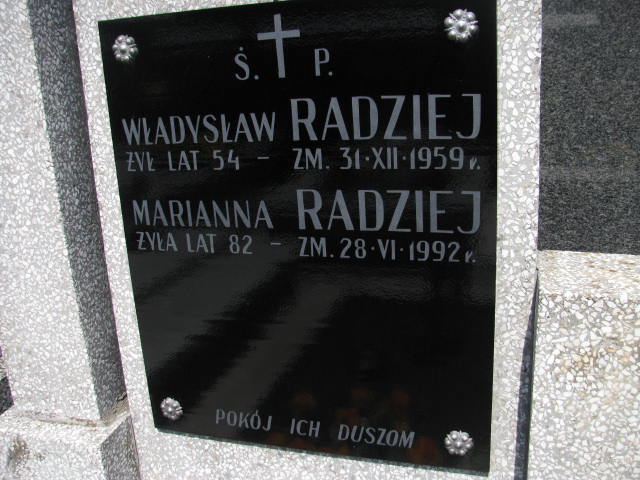 Ś. P.
WŁADYSŁAW RADZIEJ
ŻYŁ LAT 54 - ZM. 31·XII·1959 r.
MARIANNA RADZIEJ
ŻYŁA LAT 82 - ZM. 28·VI·1992 r.
POKÓJ ICH DUSZOM